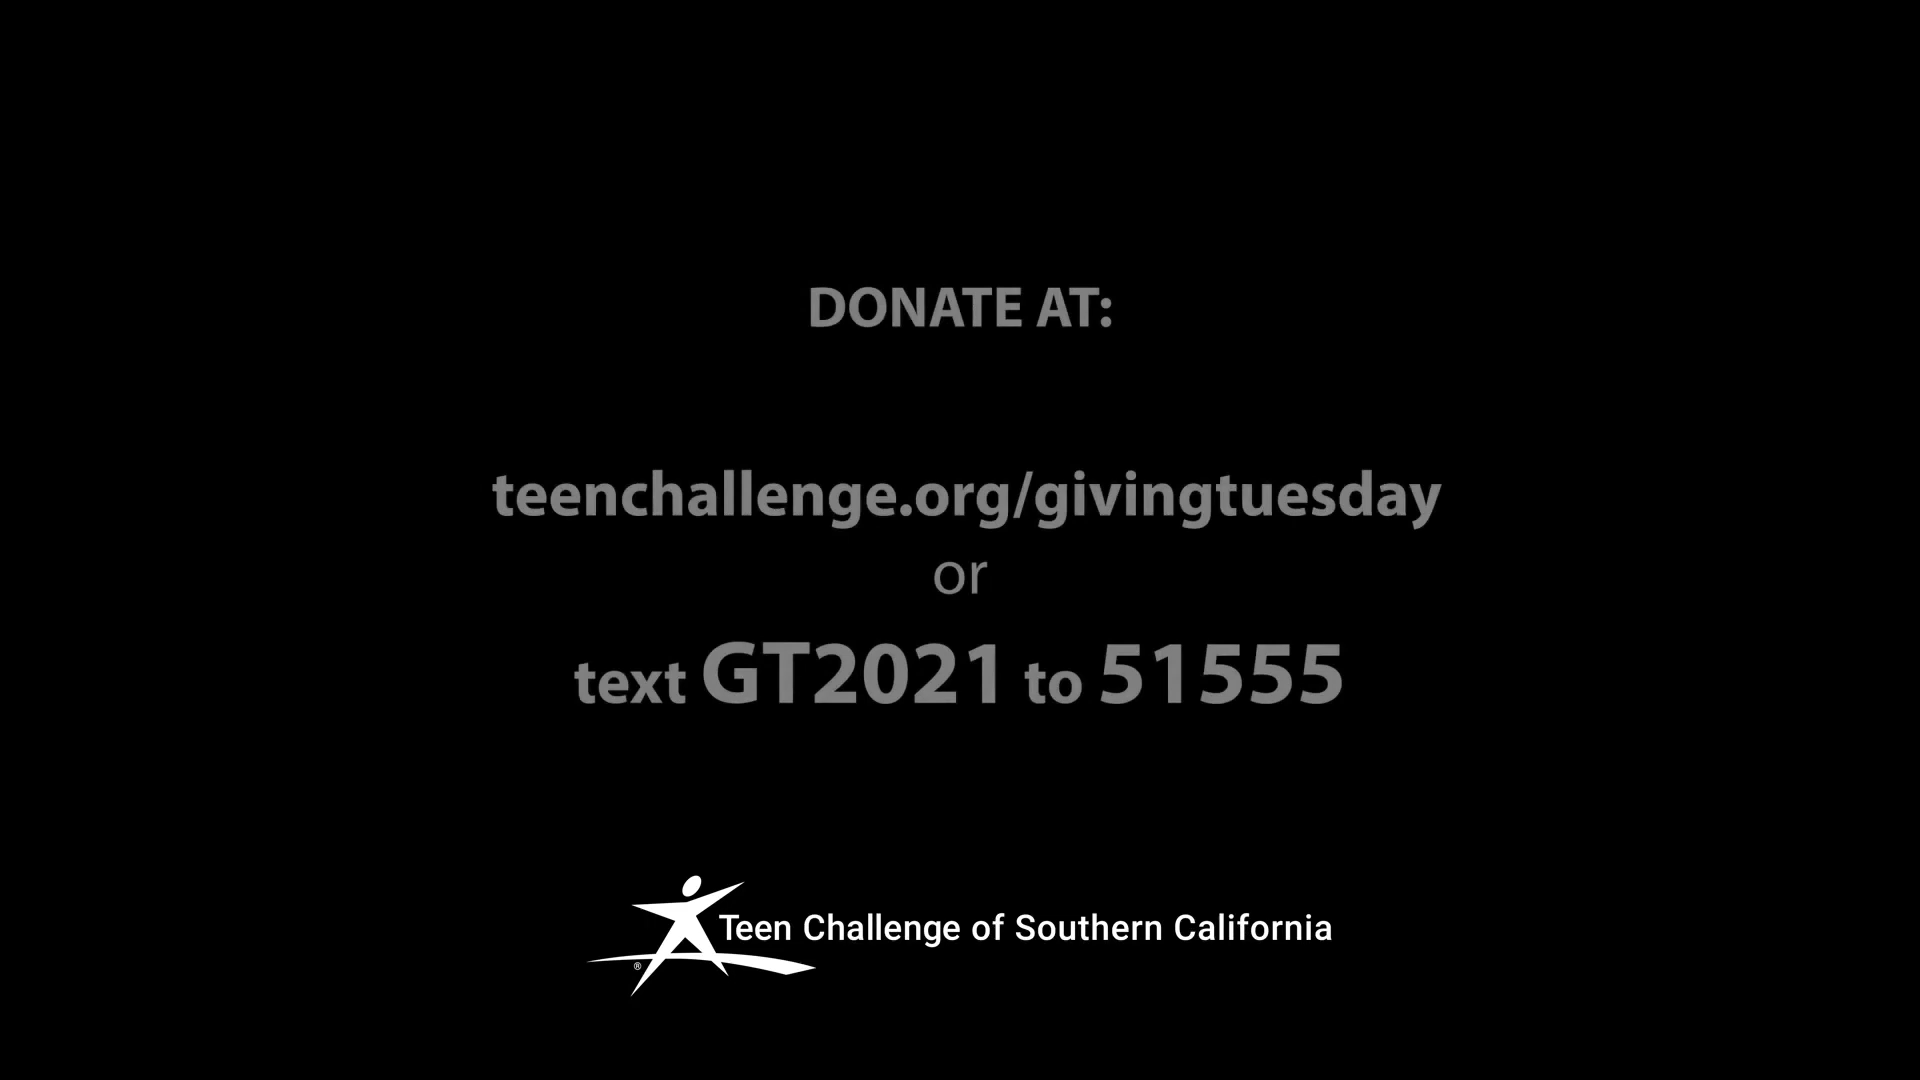 DONATE AT:
teenchallenge.org/givingtuesday
or
text GT2021 to 51555
Teen Challenge of Southern California
®